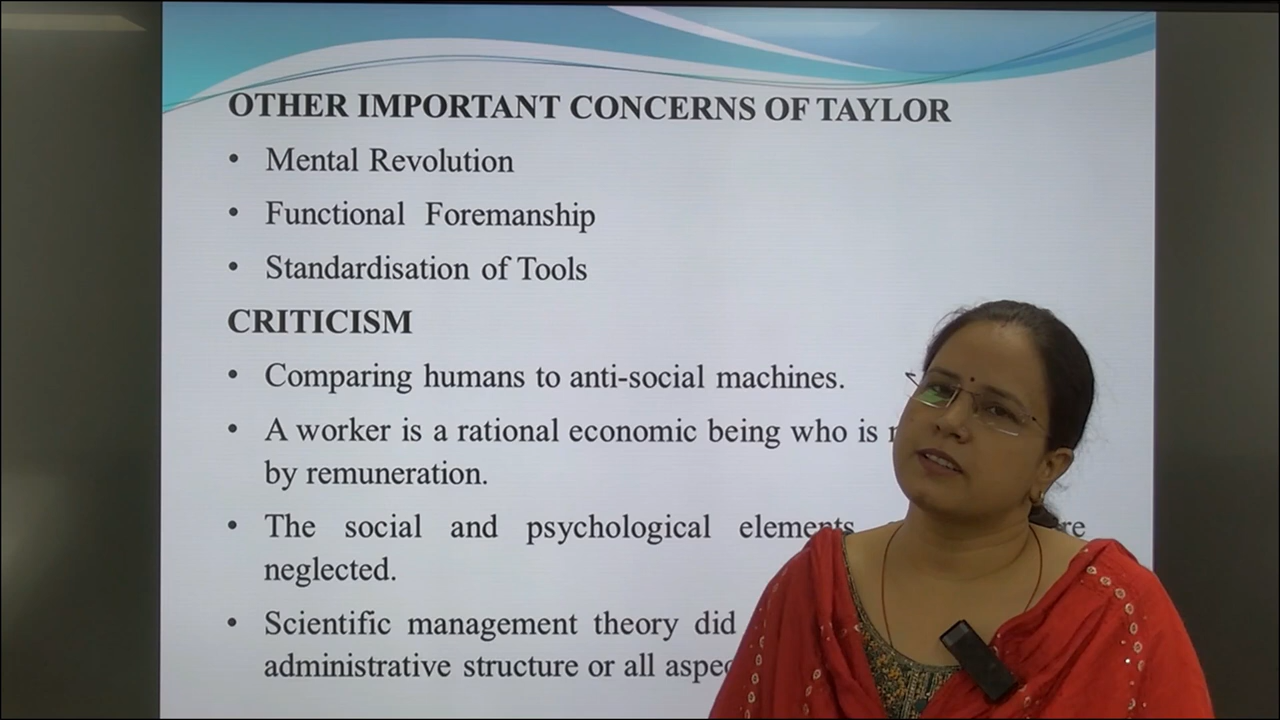 OTHER IMPORTANT CONCERNS OF TAYLOR
• Mental Revolution
• Functional Foremanship
• Standardisation of Tools
CRITICISM
• Comparing humans to anti-social machines.
• A worker is a rational economic being who is
by remuneration.
• The social and psychological elements
neglected.
• Scientific management theory did
administrative structure or all